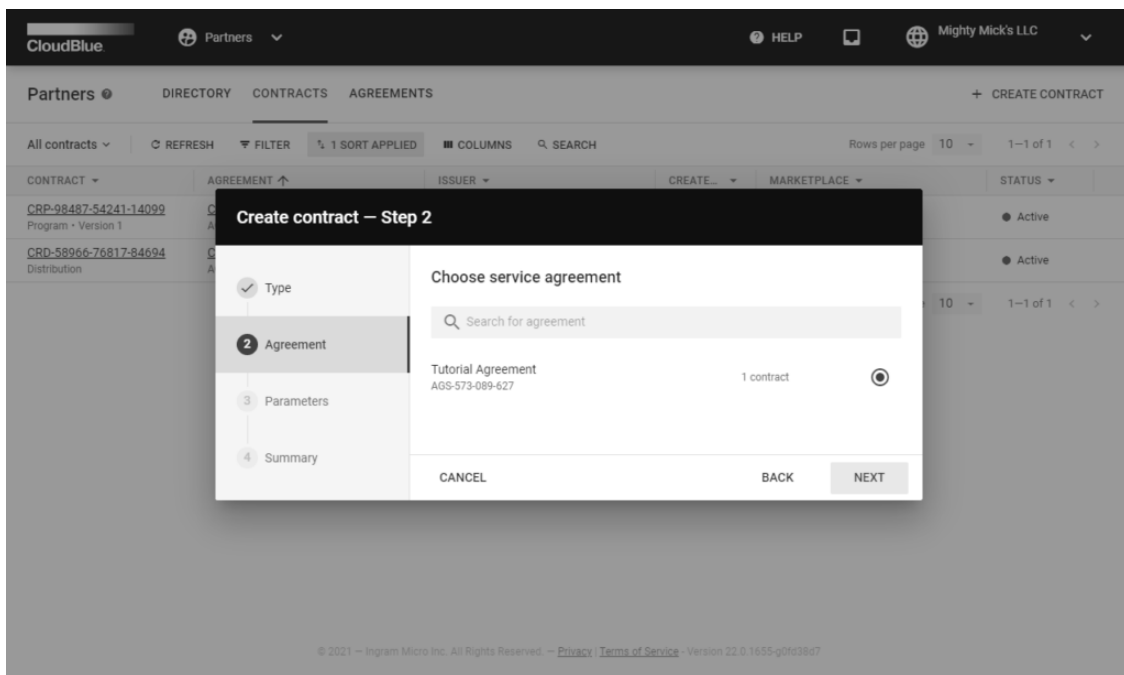 CloudBlue
Partners
HELP
Mighty Mick's LLC
Partners
DIRECTORY
CONTRACTS
AGREEMENTS
+ CREATE CONTRACT
All contracts
REFRESH
FILTER
1 SORT APPLIED
COLUMNS
SEARCH
Rows per page 10
1–1 of 1
CONTRACT
AGREEMENT
ISSUER
CREATE...
MARKETPLACE
STATUS
CRP-98487-54241-14099
Program • Version 1
Active
CRD-58966-76817-84694
Distribution
Active
10
1–1 of 1
Create contract — Step 2
Type
2 Agreement
3 Parameters
4 Summary
Choose service agreement
Search for agreement
Tutorial Agreement
AGS-573-089-627
1 contract
CANCEL
BACK
NEXT
© 2021 — Ingram Micro Inc. All Rights Reserved. — Privacy | Terms of Service - Version 22.0.1655-g0fd38d7